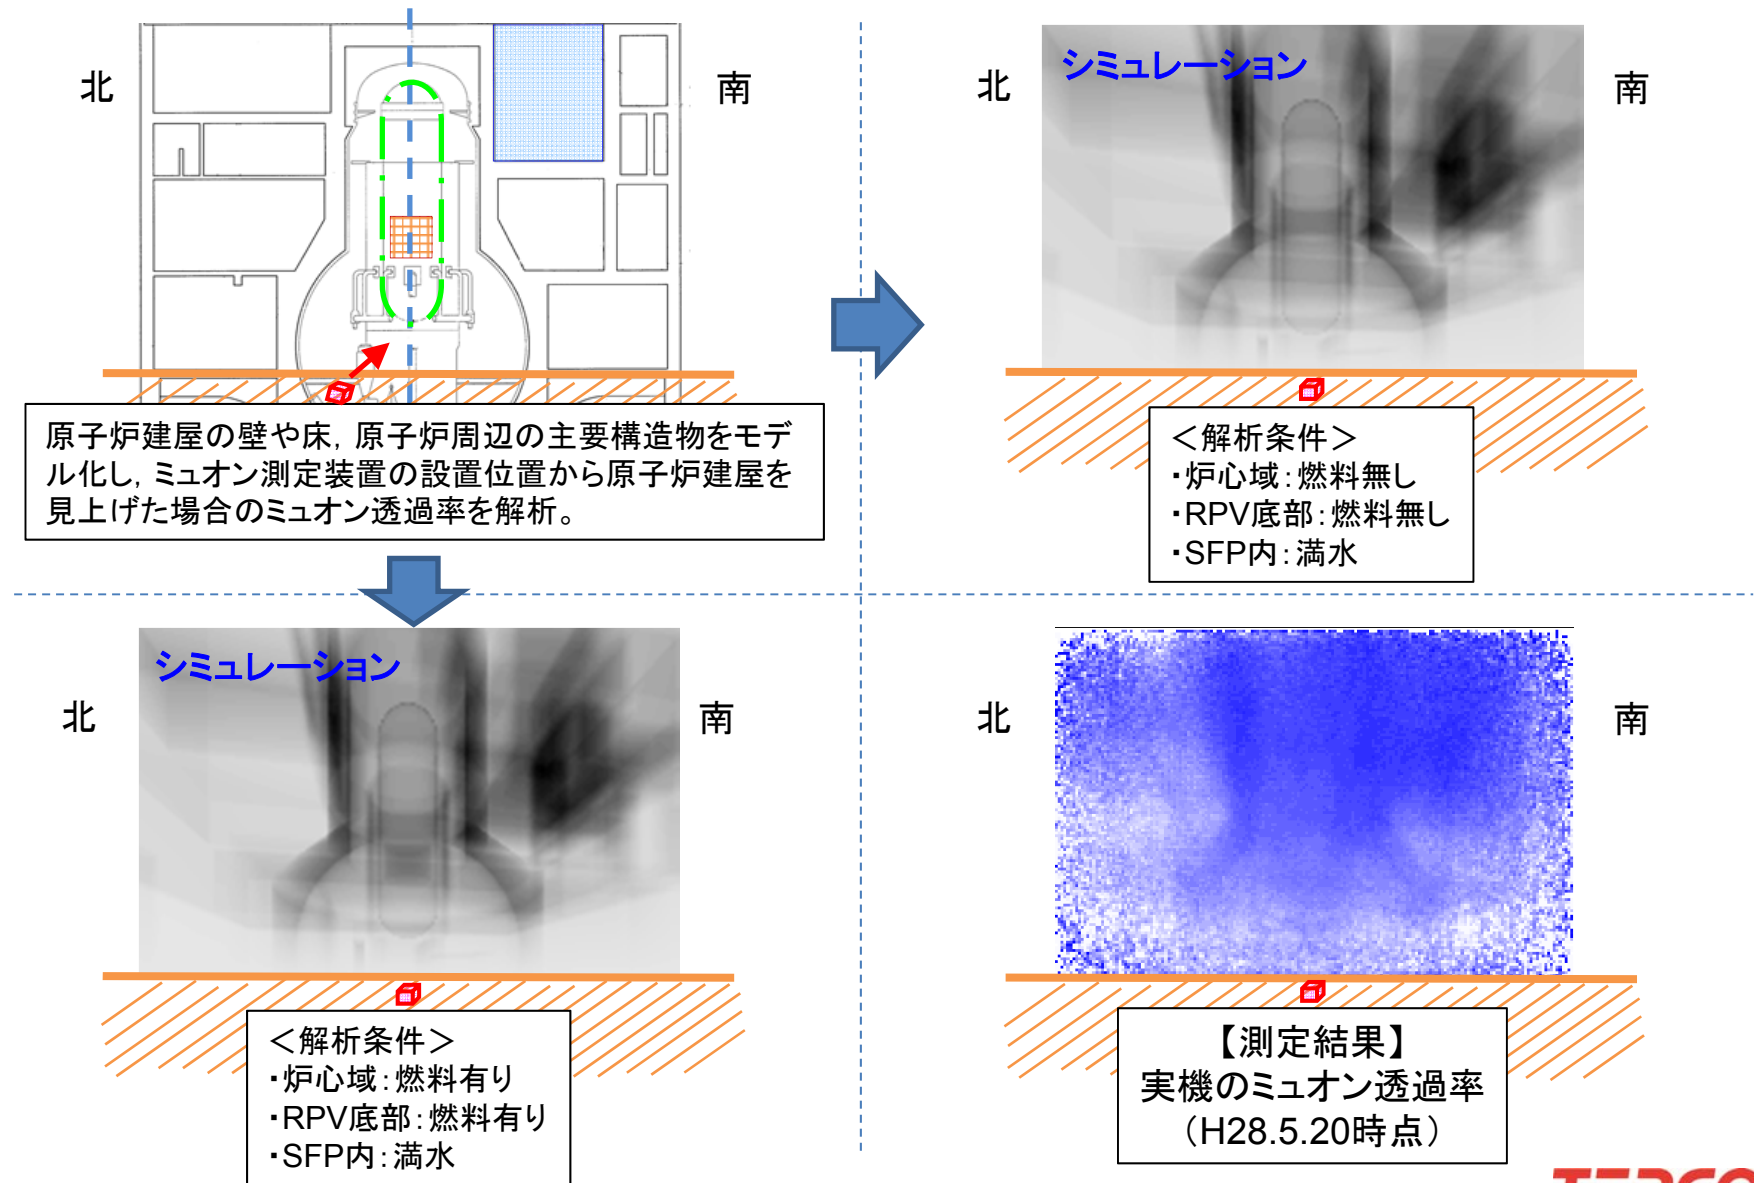 北
南
原子炉建屋の壁や床，原子炉周辺の主要構造物をモデ
ル化し，ミュオン測定装置の設置位置から原子炉建屋を
見上げた場合のミュオン透過率を解析。
シミュレーション
北
南
＜解析条件＞
・炉心域：燃料無し
・RPV底部：燃料無し
・SFP内：満水
シミュレーション
北
南
＜解析条件＞
・炉心域：燃料有り
・RPV底部：燃料有り
・SFP内：満水
北
南
【測定結果】
実機のミュオン透過率
（H28.5.20時点）